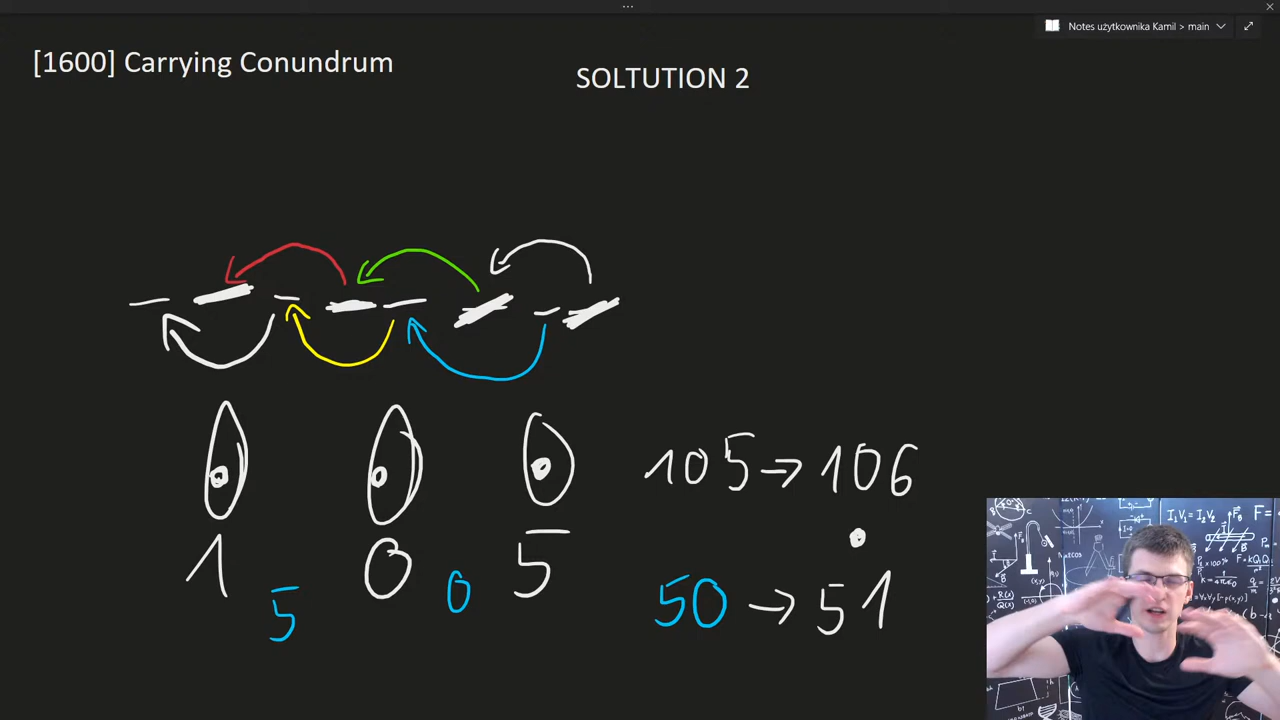 Notes użytkownika Kamil > main
[1600] Carrying Conundrum
SOLTUTION 2
105 → 106
1 0 5
5 0
50 → 51